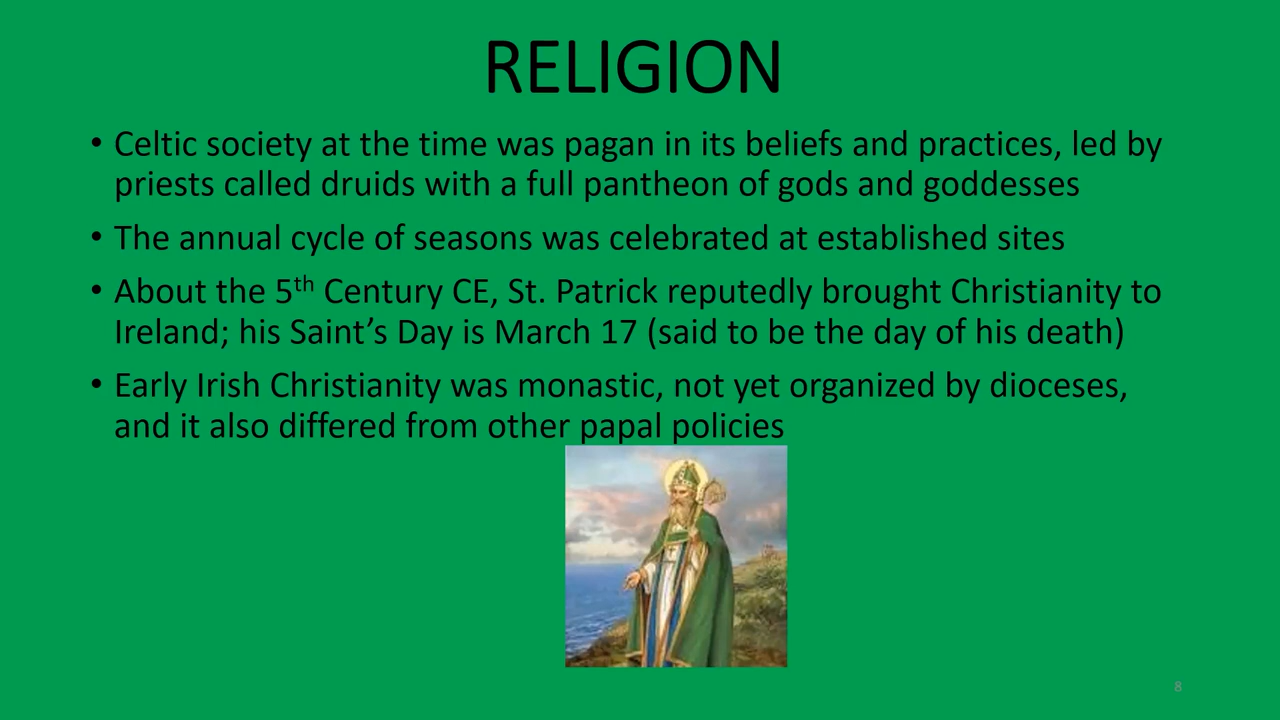 RELIGION
• Celtic society at the time was pagan in its beliefs and practices, led by
priests called druids with a full pantheon of gods and goddesses
• The annual cycle of seasons was celebrated at established sites
• About the 5th Century CE, St. Patrick reputedly brought Christianity to
Ireland; his Saint’s Day is March 17 (said to be the day of his death)
• Early Irish Christianity was monastic, not yet organized by dioceses,
and it also differed from other papal policies
8